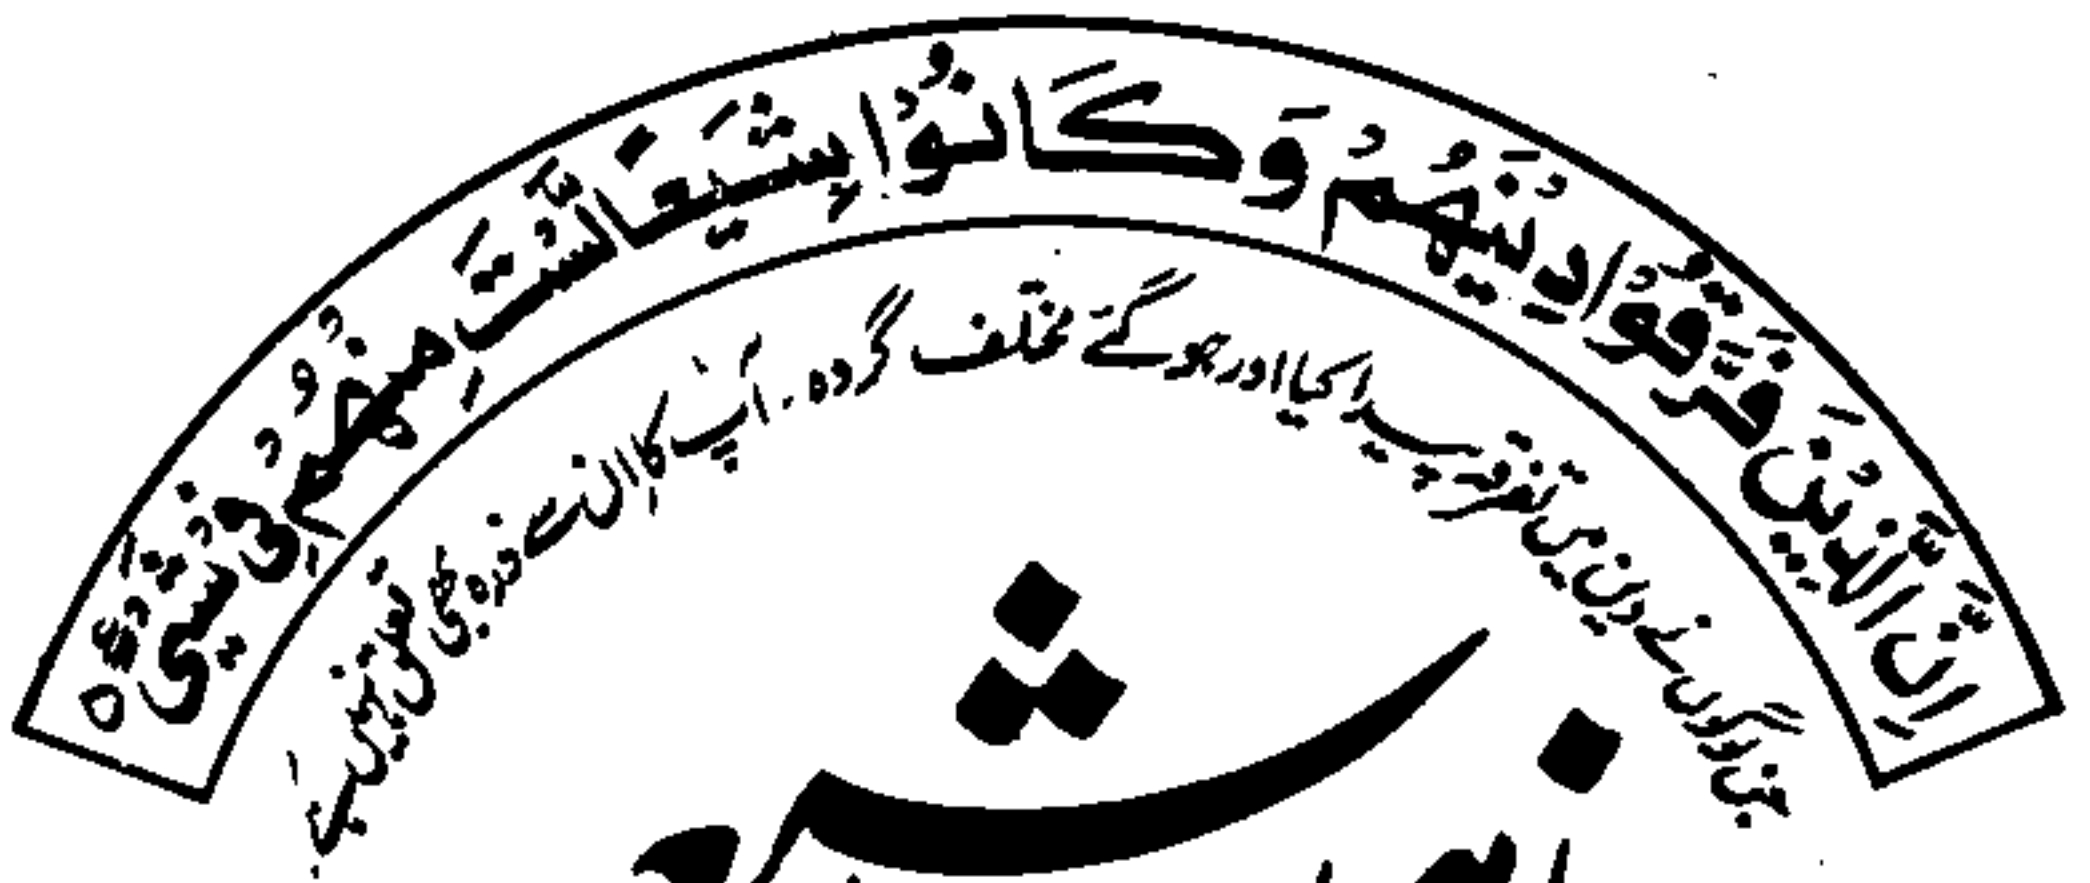 اِنَّ الَّذِیْنَ فَرَّقُوْا دِیْنَهُمْ وَكَانُوْا شِیَعًا لَّسْتَ مِنْهُمْ فِیْ شَیْءٍ ۝
جن لوگوں نے دین میں تفرقہ پیدا کیا اور ہو گئے مختلف گروہ۔ آپؐ کا ان سے ذرہ بھی تعلق نہیں ہے